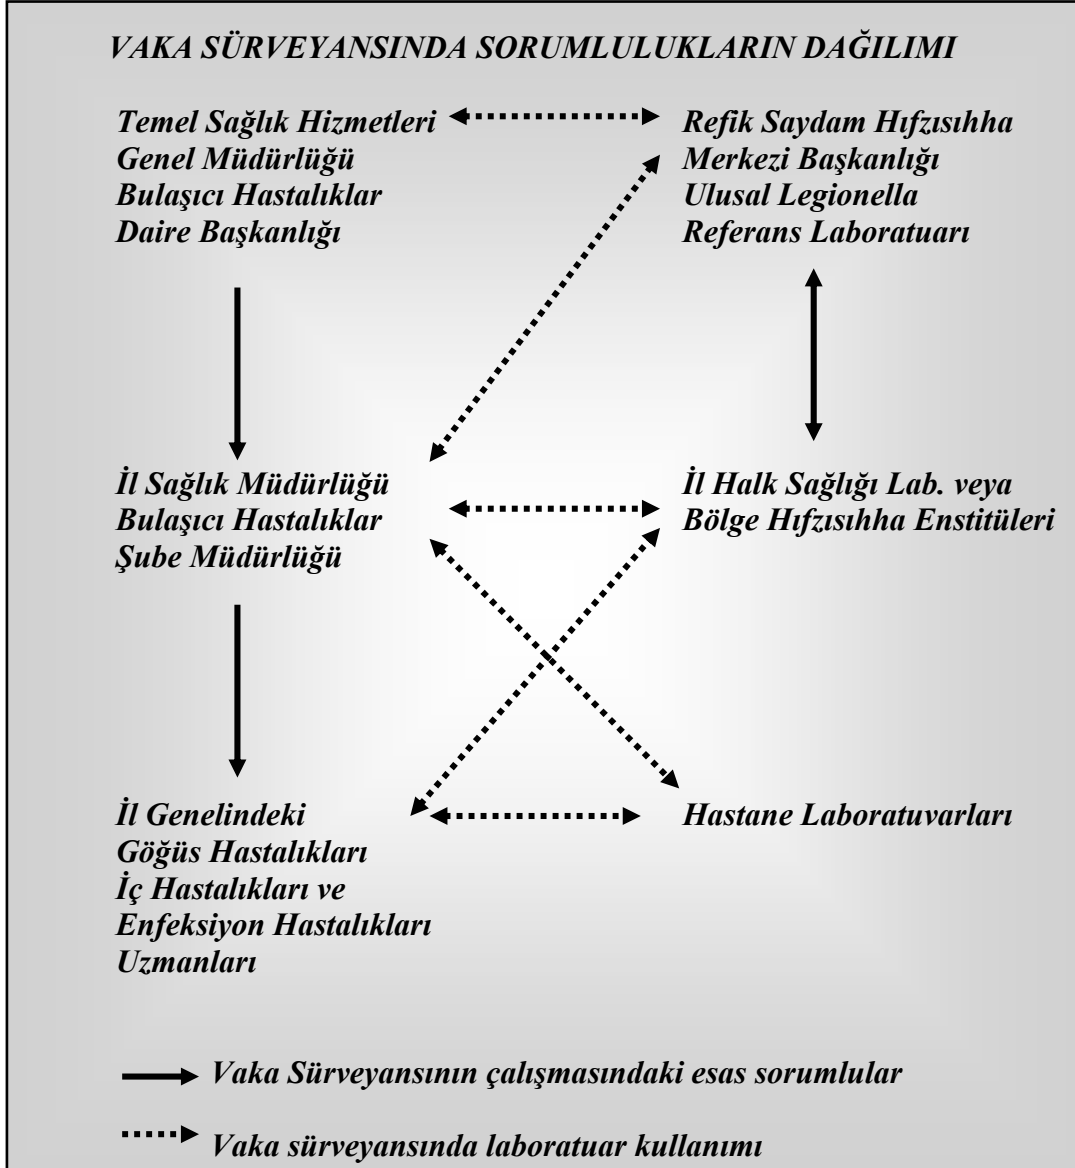 VAKA SÜRVEYANSINDA SORUMLULUKLARIN DAĞILIMI
Temel Sağlık Hizmetleri
Genel Müdürlüğü
Bulaşıcı Hastalıklar
Daire Başkanlığı
Refik Saydam Hıfzısıhha
Merkezi Başkanlığı
Ulusal Legionella
Referans Laboratuarı
İl Sağlık Müdürlüğü
Bulaşıcı Hastalıklar
Şube Müdürlüğü
İl Halk Sağlığı Lab. veya
Bölge Hıfzısıhha Enstitüleri
İl Genelindeki
Göğüs Hastalıkları
İç Hastalıkları ve
Enfeksiyon Hastalıkları
Uzmanları
Hastane Laboratuvarları
Vaka Sürveyansının çalışmasındaki esas sorumlular
Vaka sürveyansında laboratuar kullanımı